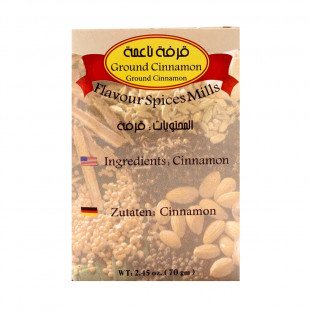 قرفة ناعمة
Ground Cinnamon
Ground Cinnamon
Flavour Spices Mills
المحتويات : قرفة
Ingredients: Cinnamon
Zutaten: Cinnamon
WT: 2.45 oz. (70 gm)